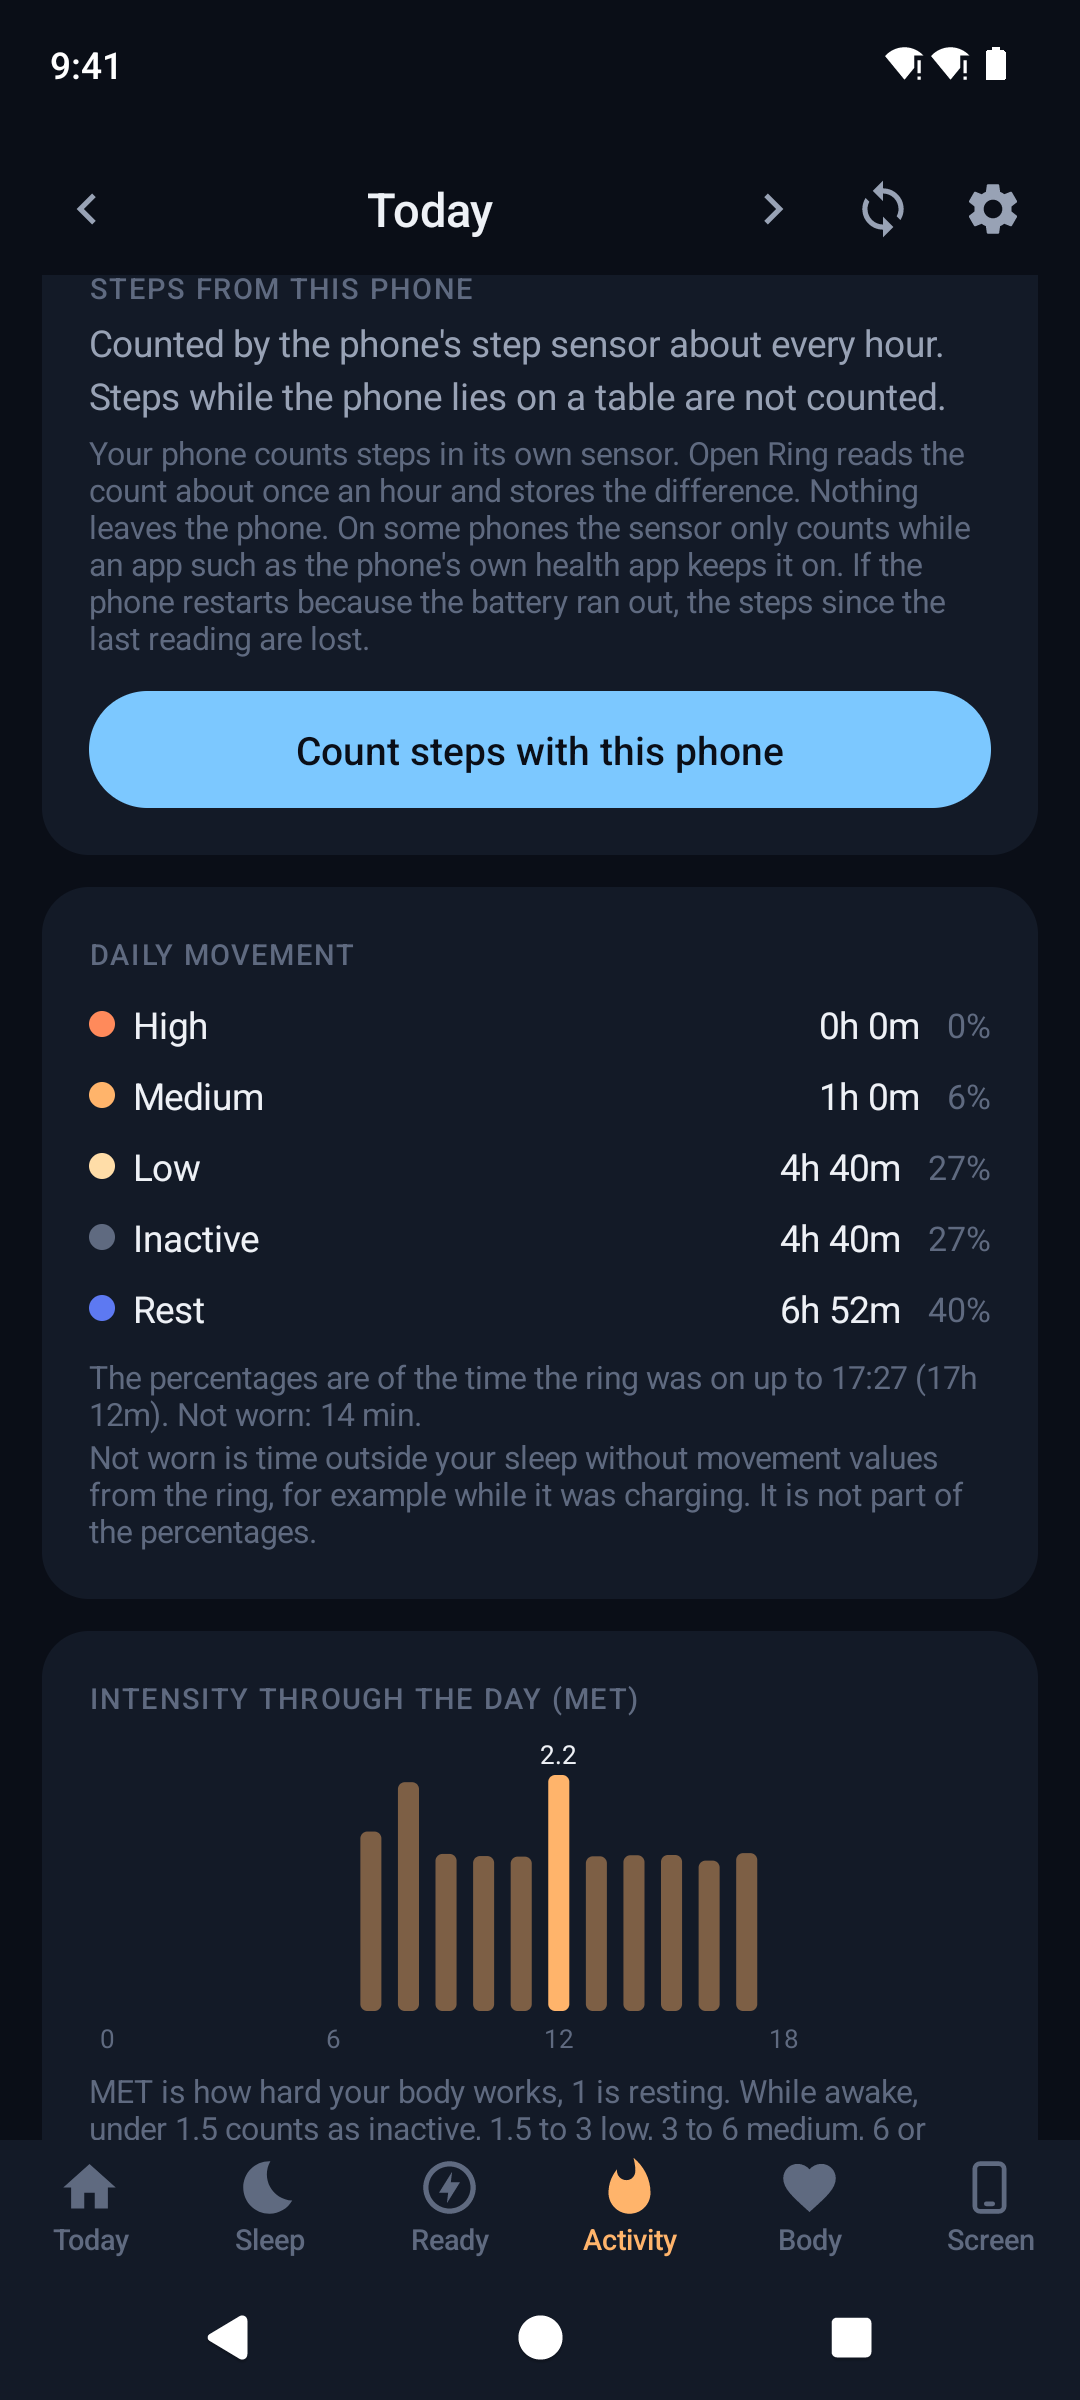 9:41
Today
STEPS FROM THIS PHONE
Counted by the phone's step sensor about every hour.
Steps while the phone lies on a table are not counted.
Your phone counts steps in its own sensor. Open Ring reads the
count about once an hour and stores the difference. Nothing
leaves the phone. On some phones the sensor only counts while
an app such as the phone's own health app keeps it on. If the
phone restarts because the battery ran out, the steps since the
last reading are lost.
Count steps with this phone
DAILY MOVEMENT
High 0h 0m 0%
Medium 1h 0m 6%
Low 4h 40m 27%
Inactive 4h 40m 27%
Rest 6h 52m 40%
The percentages are of the time the ring was on up to 17:27 (17h
12m). Not worn: 14 min.
Not worn is time outside your sleep without movement values
from the ring, for example while it was charging. It is not part of
the percentages.
INTENSITY THROUGH THE DAY (MET)
2.2
0 6 12 18
MET is how hard your body works, 1 is resting. While awake,
under 1.5 counts as inactive, 1.5 to 3 low, 3 to 6 medium, 6 or
Today Sleep Ready Activity Body Screen